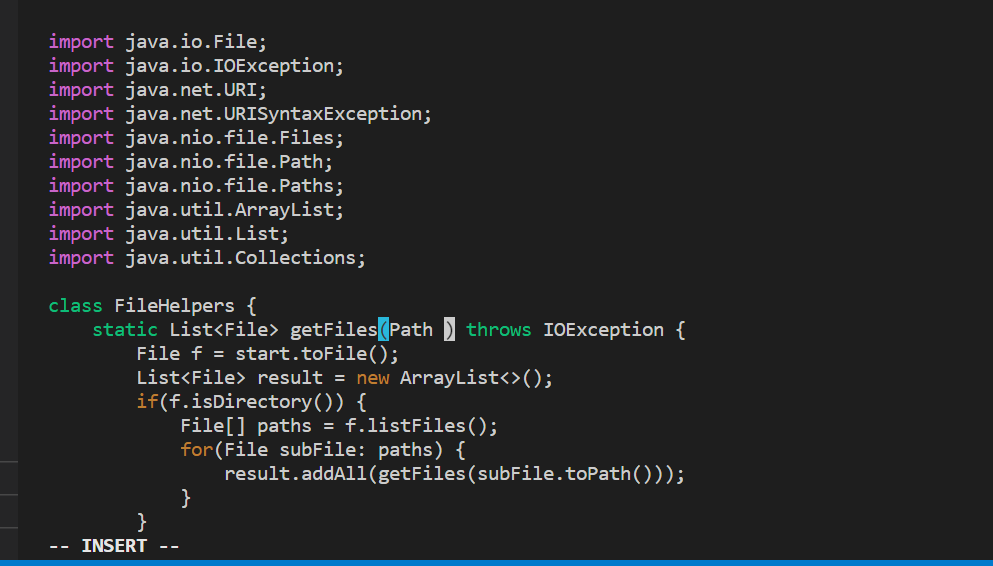 import java.io.File;
import java.io.IOException;
import java.net.URI;
import java.net.URISyntaxException;
import java.nio.file.Files;
import java.nio.file.Path;
import java.nio.file.Paths;
import java.util.ArrayList;
import java.util.List;
import java.util.Collections;

class FileHelpers {
    static List<File> getFiles(Path ) throws IOException {
        File f = start.toFile();
        List<File> result = new ArrayList<>();
        if(f.isDirectory()) {
            File[] paths = f.listFiles();
            for(File subFile: paths) {
                result.addAll(getFiles(subFile.toPath()));
            }
        }
-- INSERT --